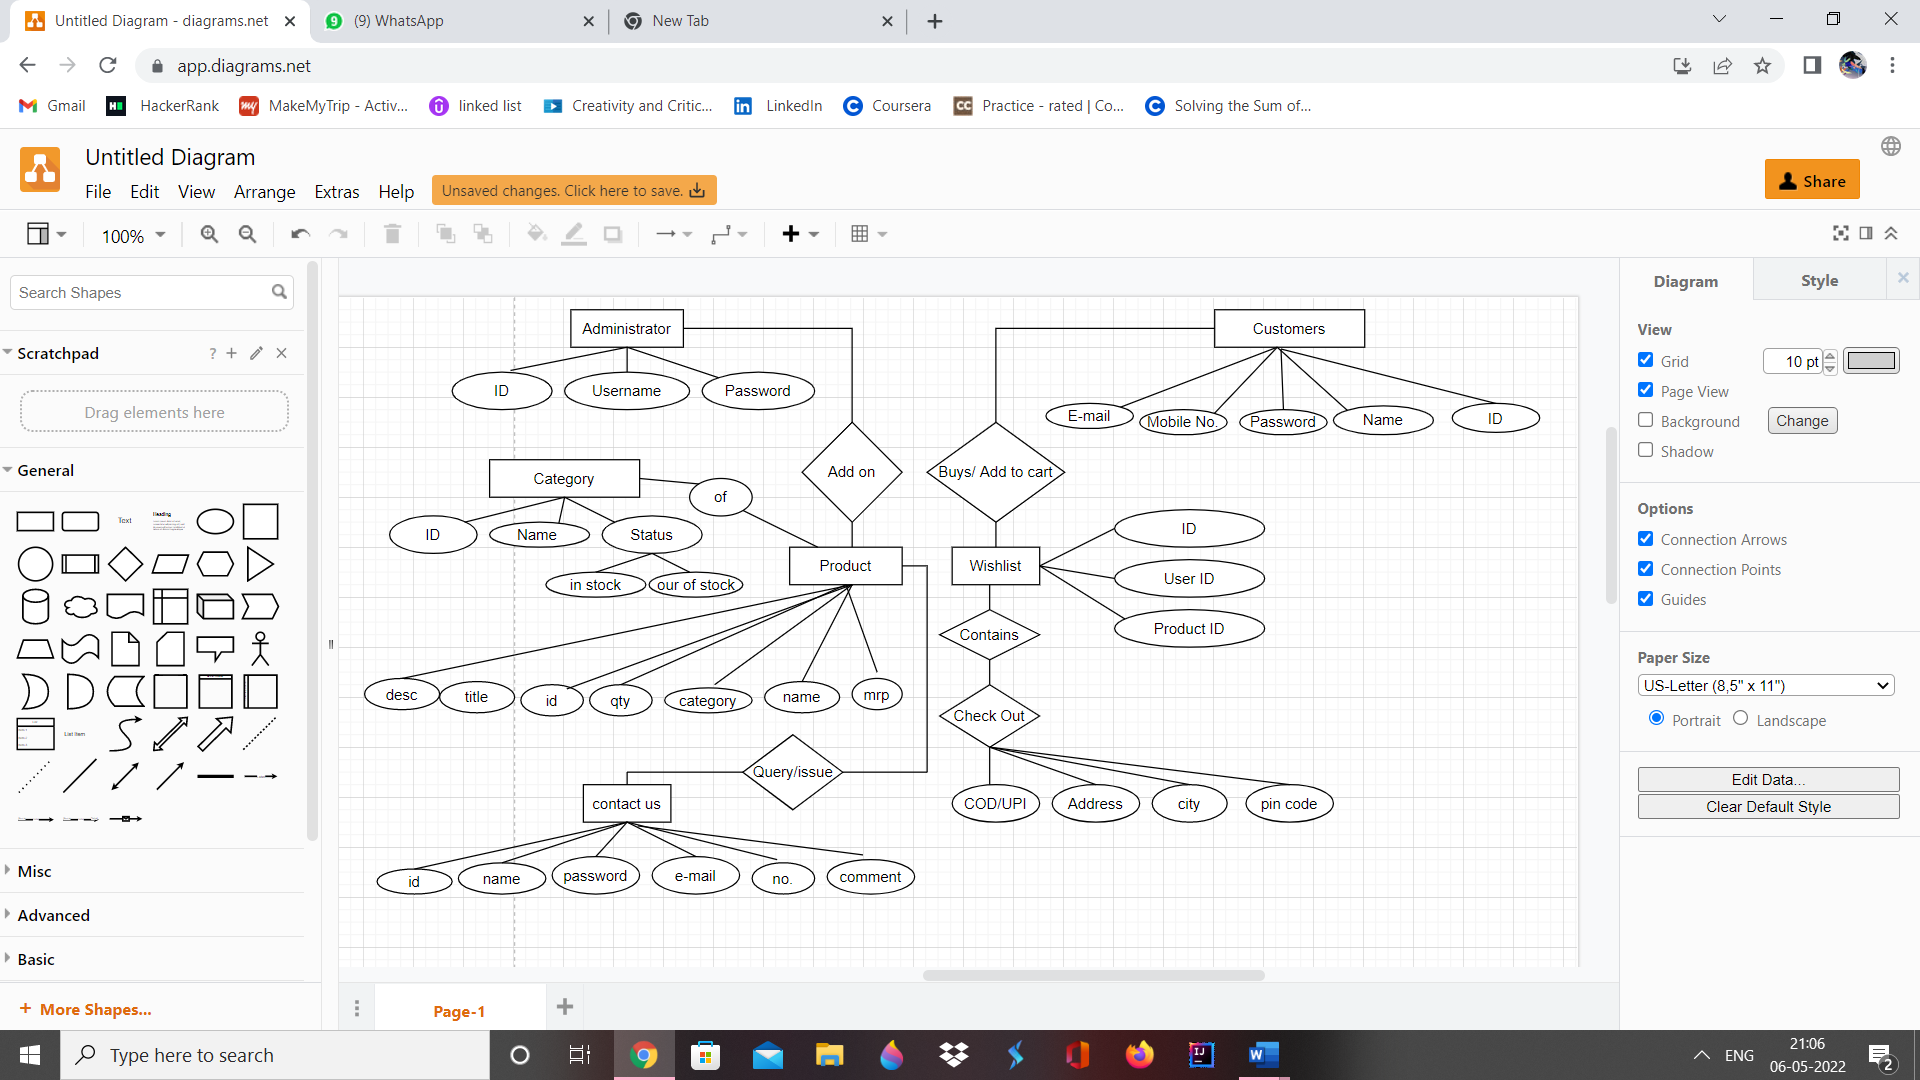 Untitled Diagram - diagrams.net
(9) WhatsApp
New Tab
app.diagrams.net
Gmail
HackerRank
MakeMyTrip - Activ...
linked list
Creativity and Critic...
LinkedIn
Coursera
Practice - rated | Co...
Solving the Sum of...
Untitled Diagram
File Edit View Arrange Extras Help
Unsaved changes. Click here to save.
Share
100%
Search Shapes
Scratchpad
?
Drag elements here
General
Text
Heading
List Item
Misc
Advanced
Basic
+ More Shapes...
Administrator
ID
Username
Password
Customers
E-mail
Mobile No.
Password
Name
ID
Add on
Buys/ Add to cart
Category
of
ID
Name
Status
in stock
our of stock
Product
Wishlist
ID
User ID
Product ID
Contains
Check Out
desc
title
id
qty
category
name
mrp
Query/issue
contact us
COD/UPI
Address
city
pin code
id
name
password
e-mail
no.
comment
Page-1
Diagram
Style
View
Grid
10 pt
Page View
Background
Change
Shadow
Options
Connection Arrows
Connection Points
Guides
Paper Size
US-Letter (8,5" x 11")
Portrait
Landscape
Edit Data...
Clear Default Style
Type here to search
ENG
21:06
06-05-2022
2